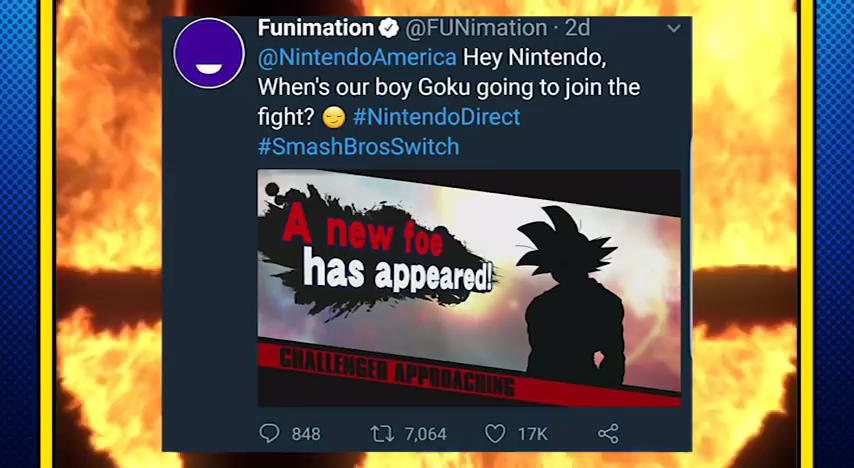 Funimation @FUNimation · 2d
@NintendoAmerica Hey Nintendo,
When's our boy Goku going to join the
fight? 😏 #NintendoDirect
#SmashBrosSwitch
A new foe
has appeared!
CHALLENGER APPROACHING
848 7,064 17K